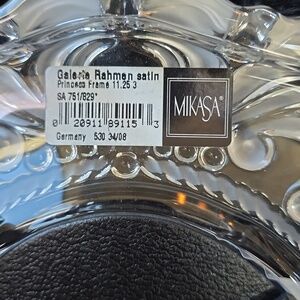 Galerie Rahmen satin
Princess Frame 11,25 3
SA 751/829*
MIKASA®
0 20911 89115 3
Germany 530 34/08